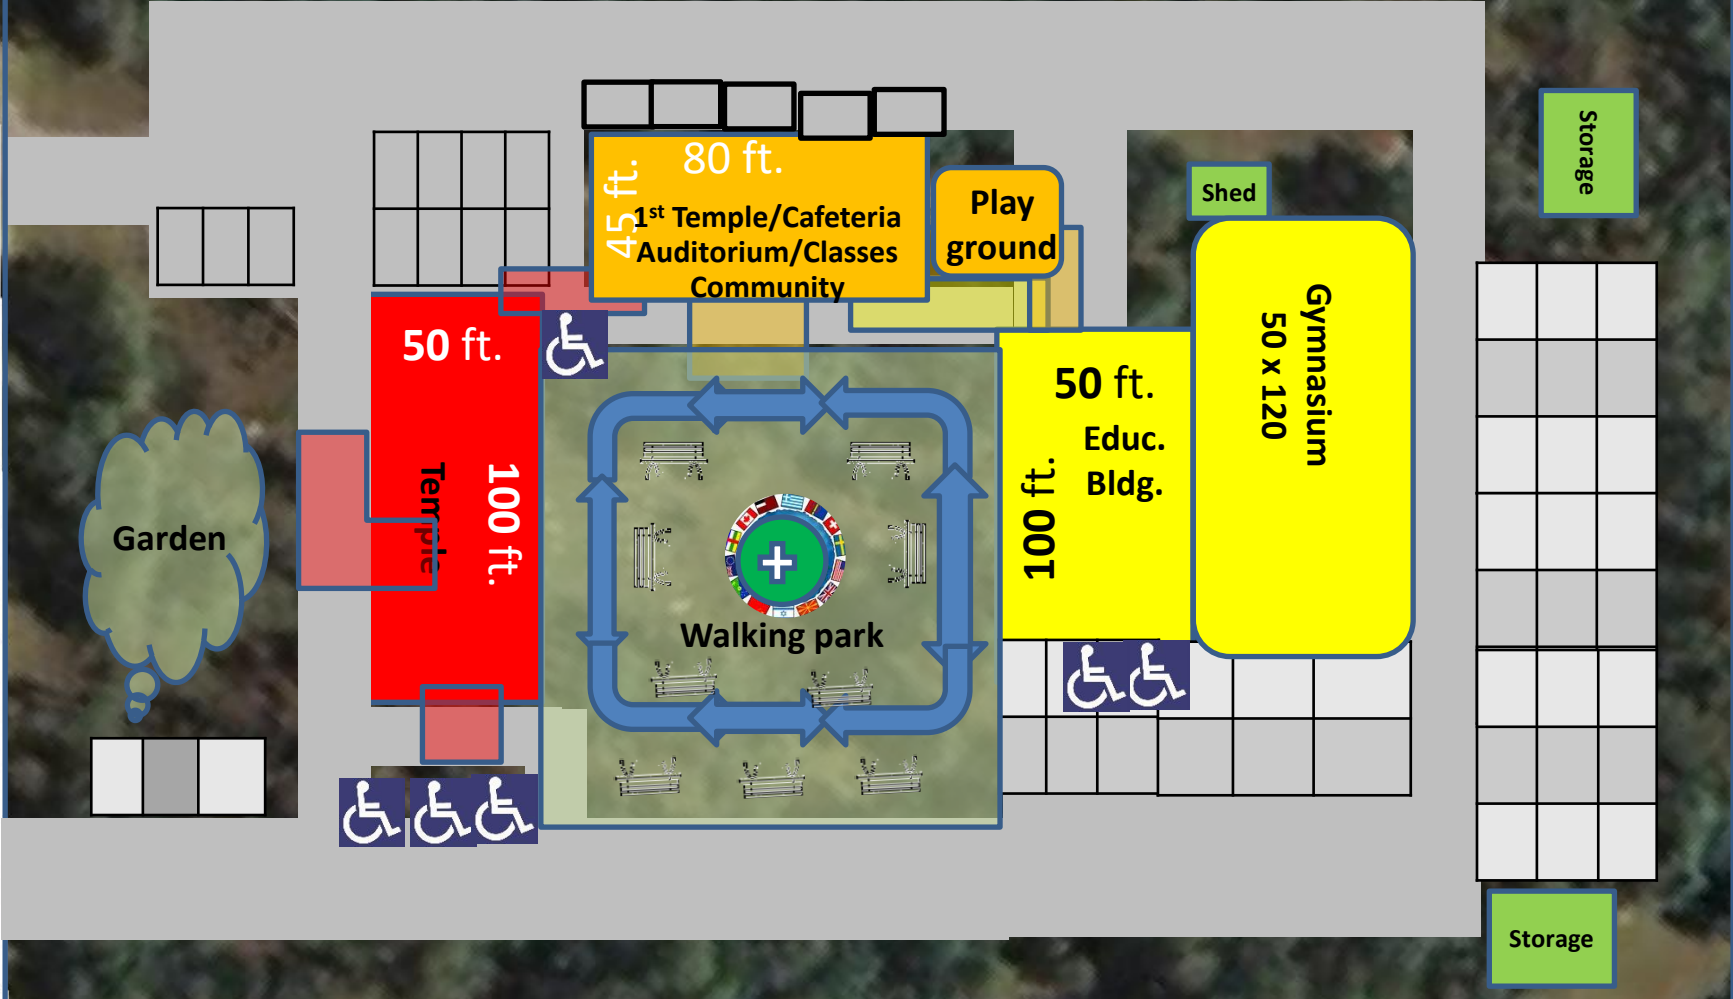 80 ft.
45 ft.
1st Temple/Cafeteria
Auditorium/Classes
Community
Play
ground
Shed
Storage
50 ft.
100 ft.
Temple
Garden
Walking park
50 ft.
Educ.
Bldg.
100 ft.
Gymnasium
50 x 120
Storage